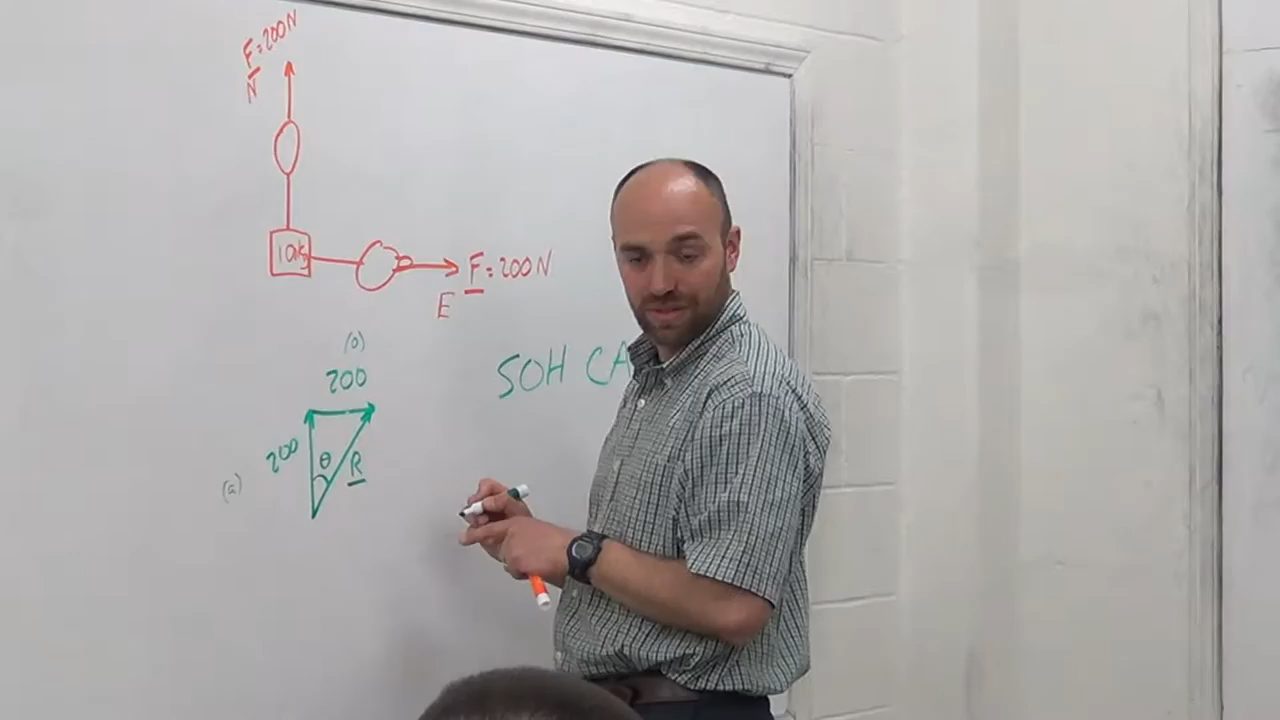 F = 200N
N
10kg
F = 200N
E
(o)
200
SOH CA
200
θ
R
(a)